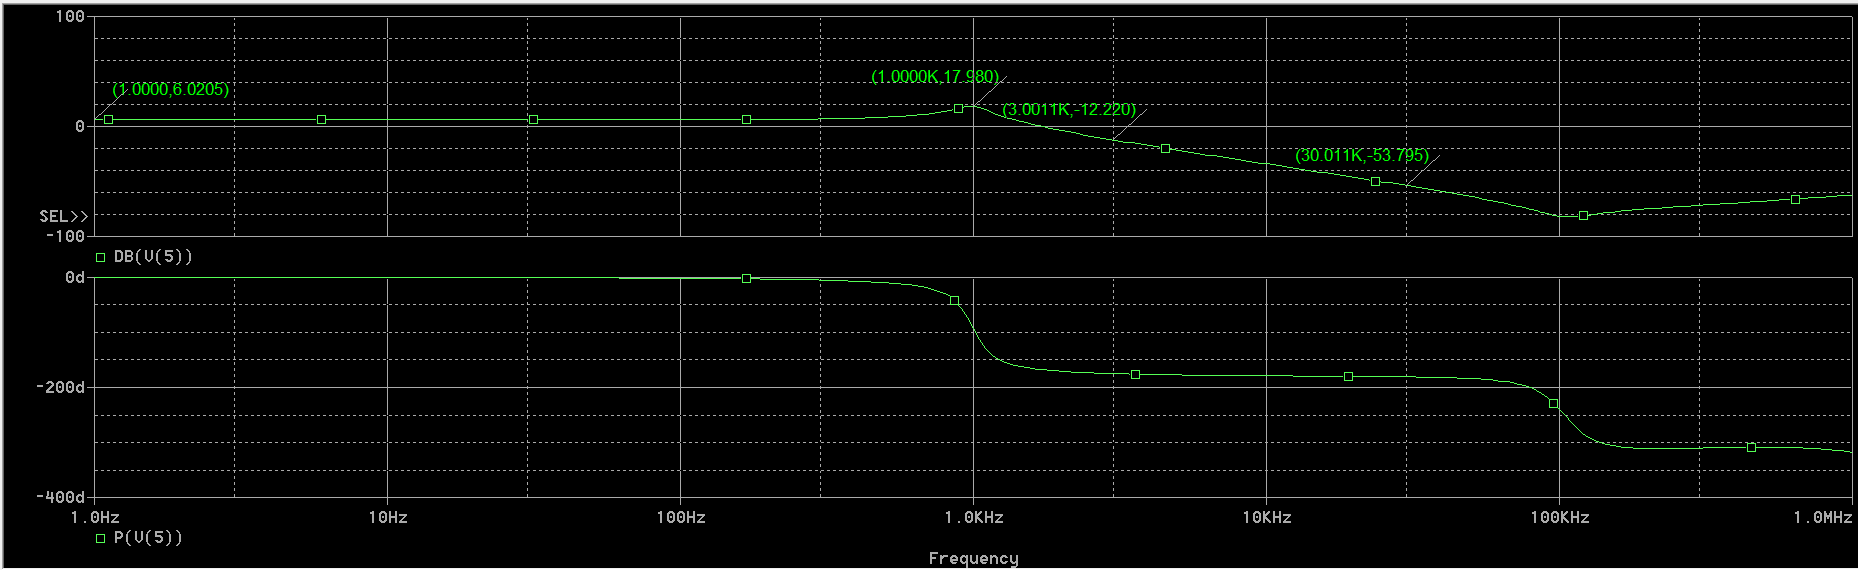 100
(1.0000K,17.980)
(1.0000,6.0205)
(3.0011K,-12.220)
0
(30.011K,-53.795)
SEL>>
-100
DB(V(5))
0d
-200d
-400d
1.0Hz 10Hz 100Hz 1.0KHz 10KHz 100KHz 1.0MHz
P(V(5))
Frequency